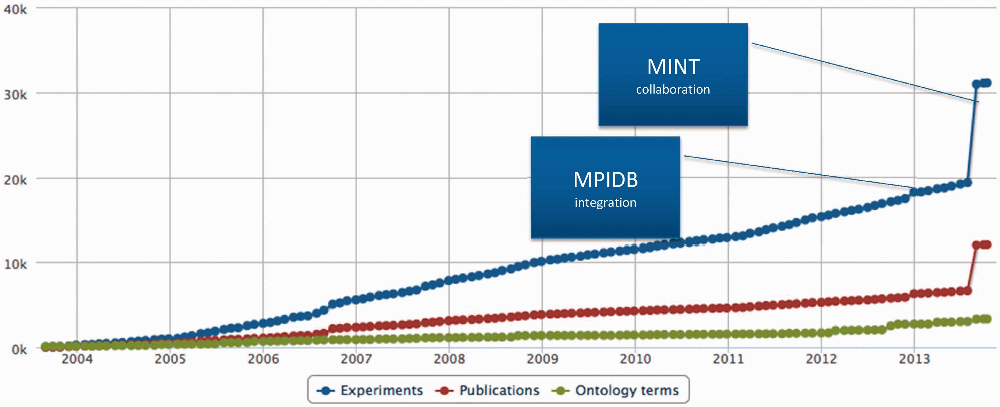 40k
30k
20k
10k
0k
MINT
collaboration
MPIDB
integration
2004 2005 2006 2007 2008 2009 2010 2011 2012 2013
Experiments Publications Ontology terms